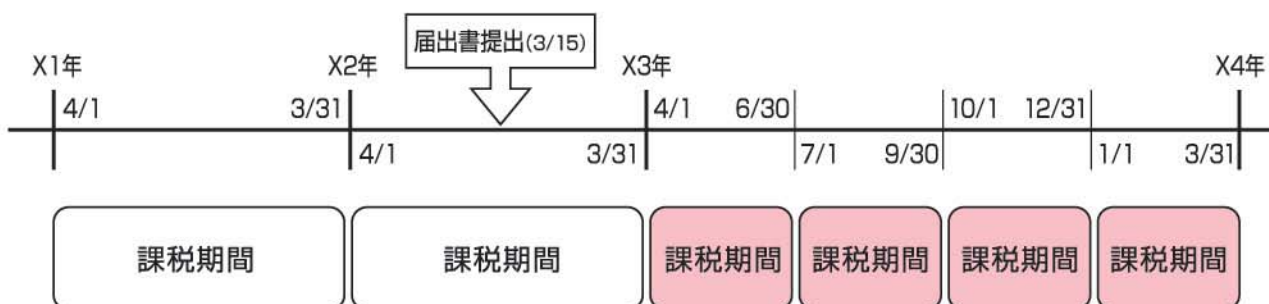 届出書提出(3/15)
X1年 X2年 X3年 X4年
4/1 3/31 4/1 6/30 10/1 12/31
4/1 3/31 7/1 9/30 1/1 3/31
課税期間 課税期間 課税期間 課税期間 課税期間 課税期間